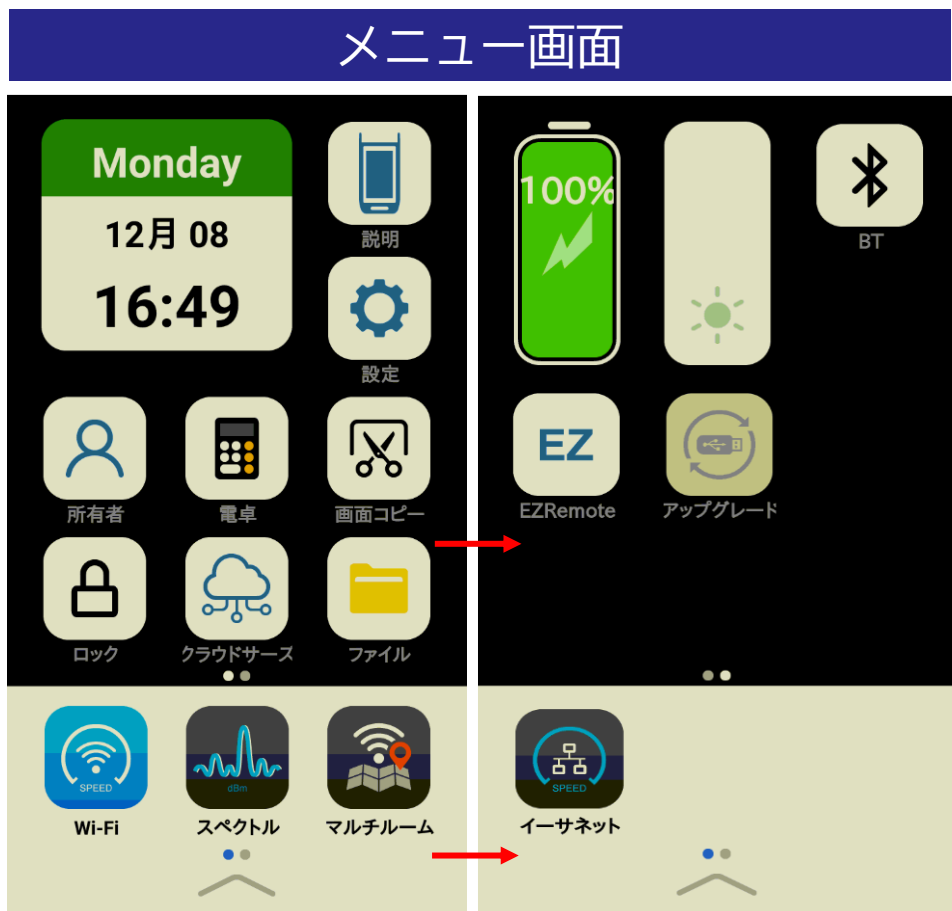 メニュー画面
Monday
12月 08
16:49
説明
設定
所有者
電卓
画面コピー
ロック
クラウドサーズ
ファイル
SPEED
dBm
Wi-Fi
スペクトル
マルチルーム
100%
BT
EZ
EZRemote
アップグレード
SPEED
イーサネット